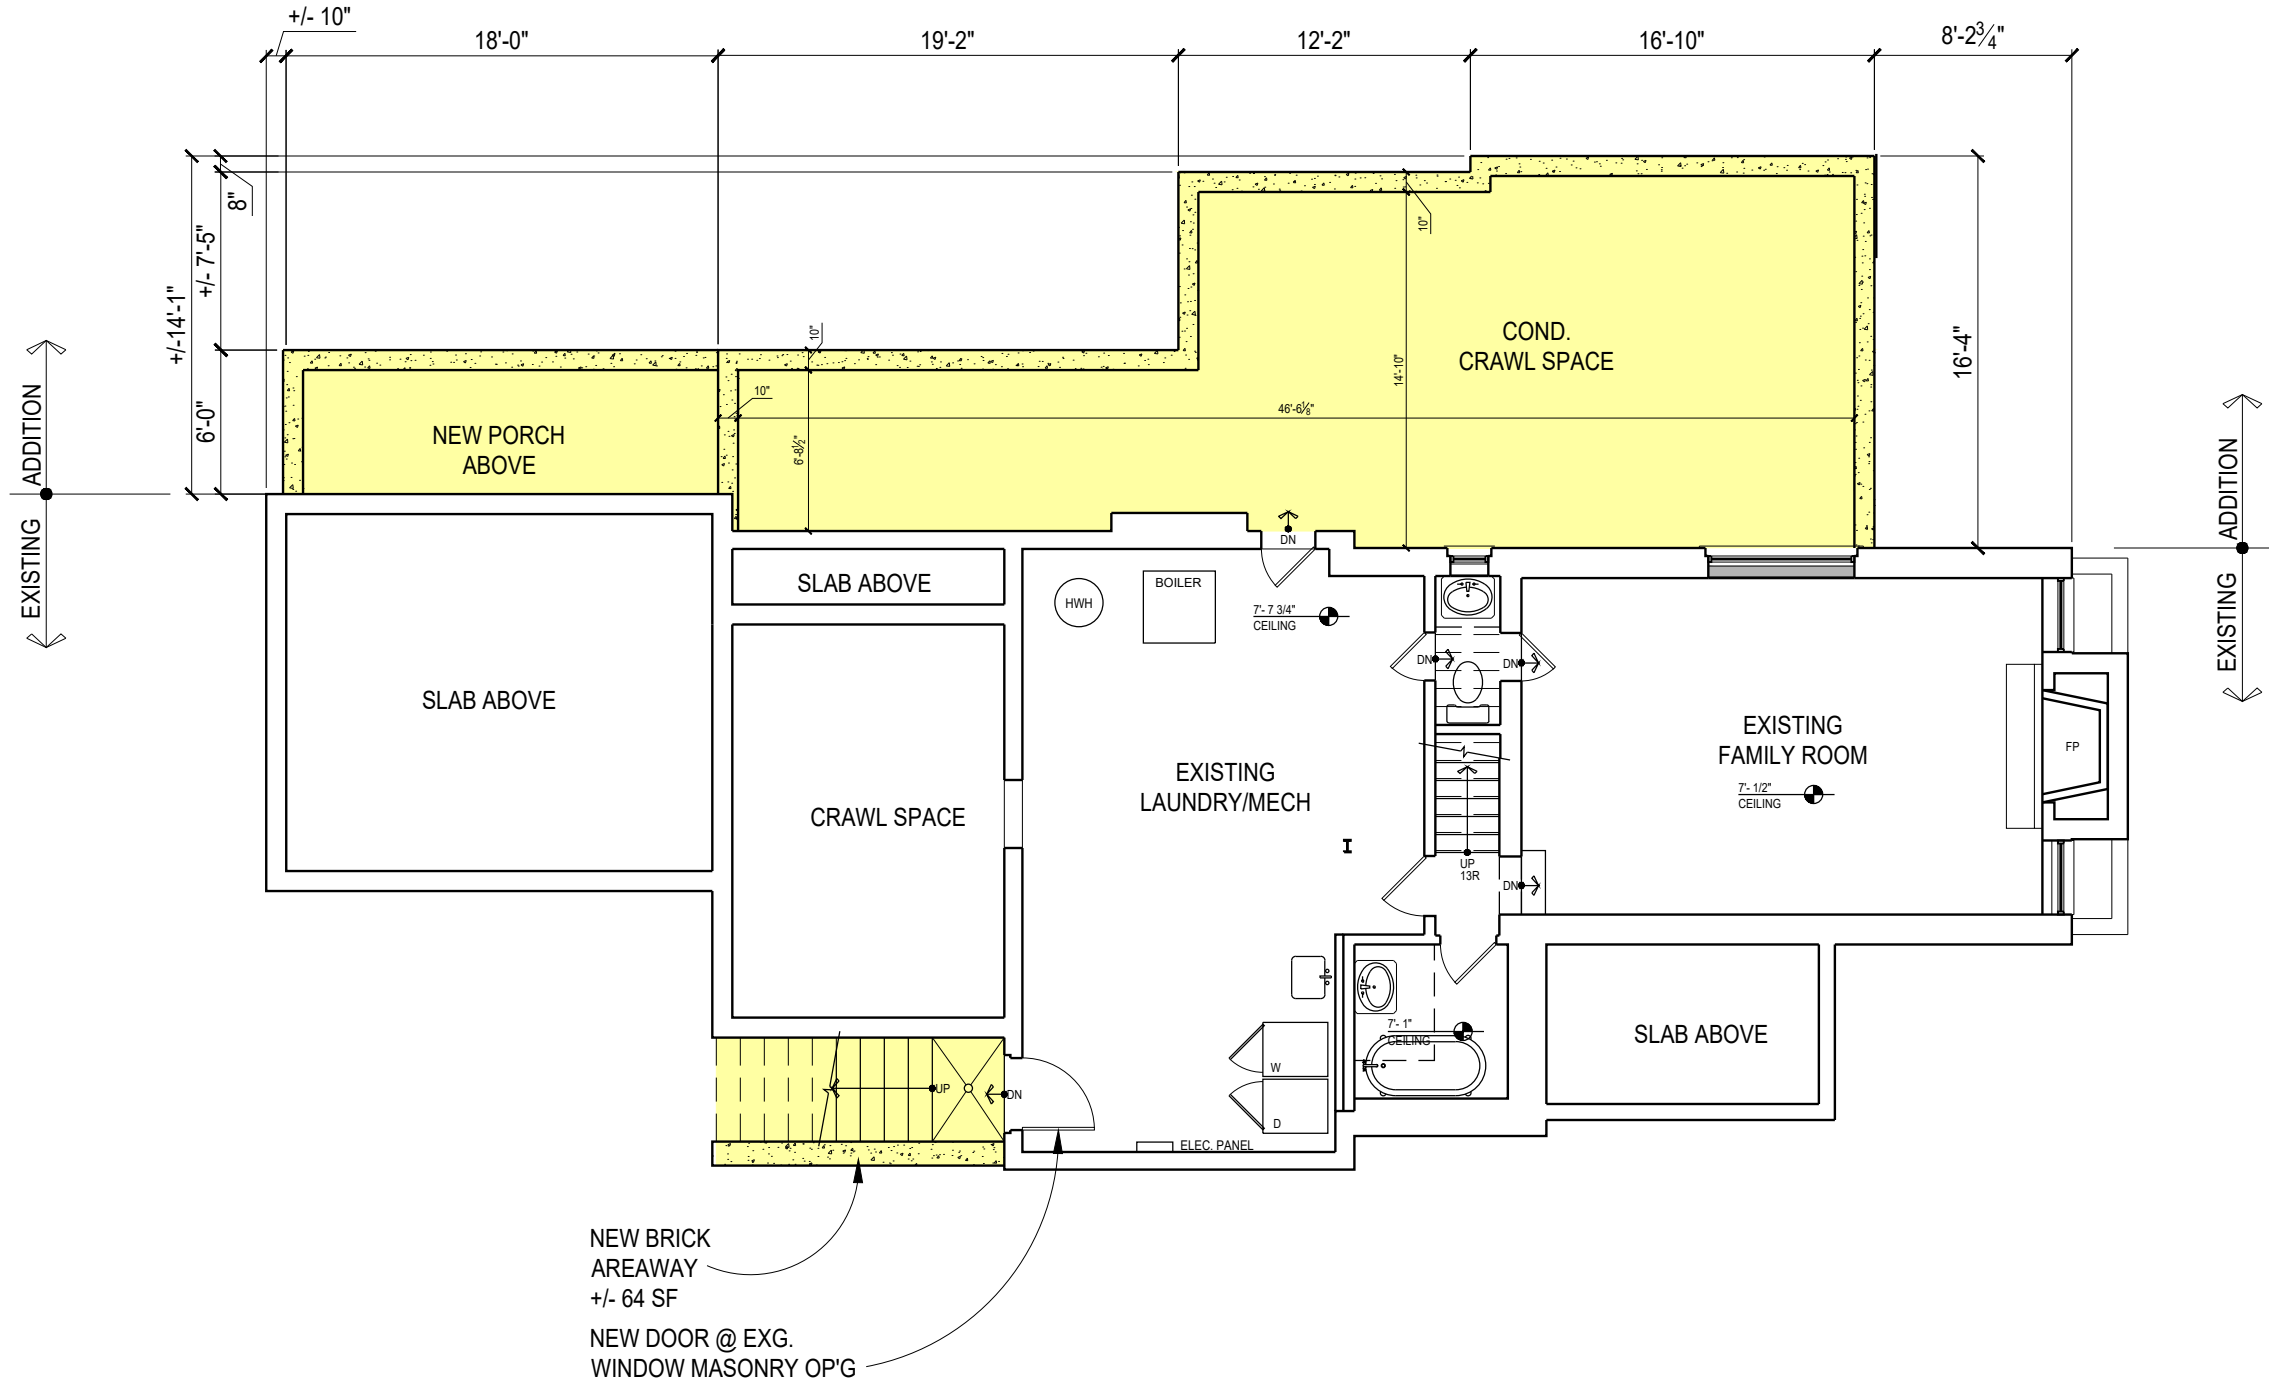 +/- 10"
18'-0"
19'-2"
12'-2"
16'-10"
8'-2¾"
8"
+/- 7'-5"
+/-14'-1"
6'-0"
10"
10"
10"
14'-10"
46'-6⅛"
6'-8½"
16'-4"
COND.
CRAWL SPACE
NEW PORCH
ABOVE
ADDITION
EXISTING
ADDITION
EXISTING
DN
SLAB ABOVE
HWH
BOILER
7'- 7 3/4"
CEILING
DN
DN
SLAB ABOVE
EXISTING
FAMILY ROOM
FP
7'- 1/2"
CEILING
EXISTING
LAUNDRY/MECH
CRAWL SPACE
UP
13R
DN
7'- 1"
CEILING
SLAB ABOVE
W
D
UP
DN
ELEC. PANEL
NEW BRICK
AREAWAY
+/- 64 SF
NEW DOOR @ EXG.
WINDOW MASONRY OP'G